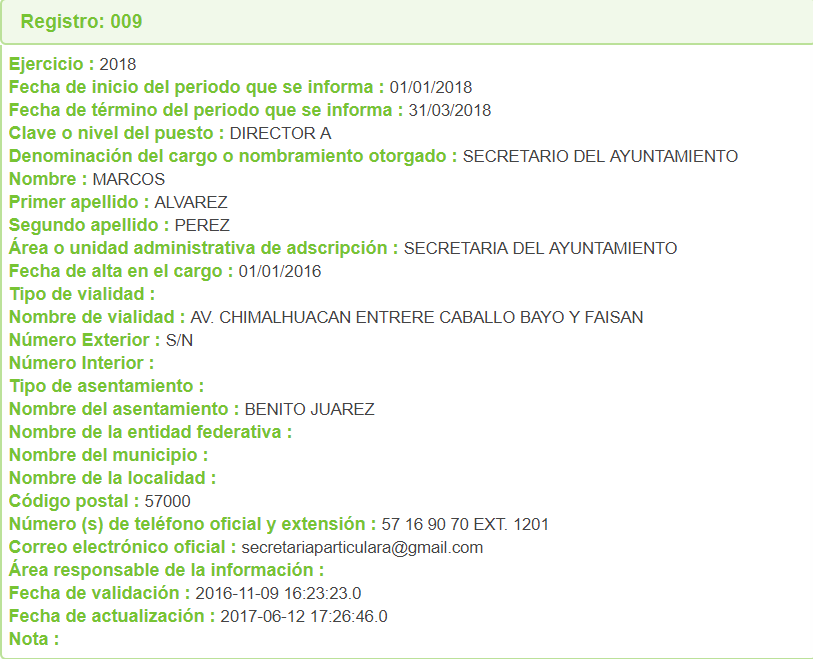 Registro: 009
Ejercicio : 2018
Fecha de inicio del periodo que se informa : 01/01/2018
Fecha de término del periodo que se informa : 31/03/2018
Clave o nivel del puesto : DIRECTOR A
Denominación del cargo o nombramiento otorgado : SECRETARIO DEL AYUNTAMIENTO
Nombre : MARCOS
Primer apellido : ALVAREZ
Segundo apellido : PEREZ
Área o unidad administrativa de adscripción : SECRETARIA DEL AYUNTAMIENTO
Fecha de alta en el cargo : 01/01/2016
Tipo de vialidad :
Nombre de vialidad : AV. CHIMALHUACAN ENTRERE CABALLO BAYO Y FAISAN
Número Exterior : S/N
Número Interior :
Tipo de asentamiento :
Nombre del asentamiento : BENITO JUAREZ
Nombre de la entidad federativa :
Nombre del municipio :
Nombre de la localidad :
Código postal : 57000
Número (s) de teléfono oficial y extensión : 57 16 90 70 EXT. 1201
Correo electrónico oficial : secretariaparticulara@gmail.com
Área responsable de la información :
Fecha de validación : 2016-11-09 16:23:23.0
Fecha de actualización : 2017-06-12 17:26:46.0
Nota :